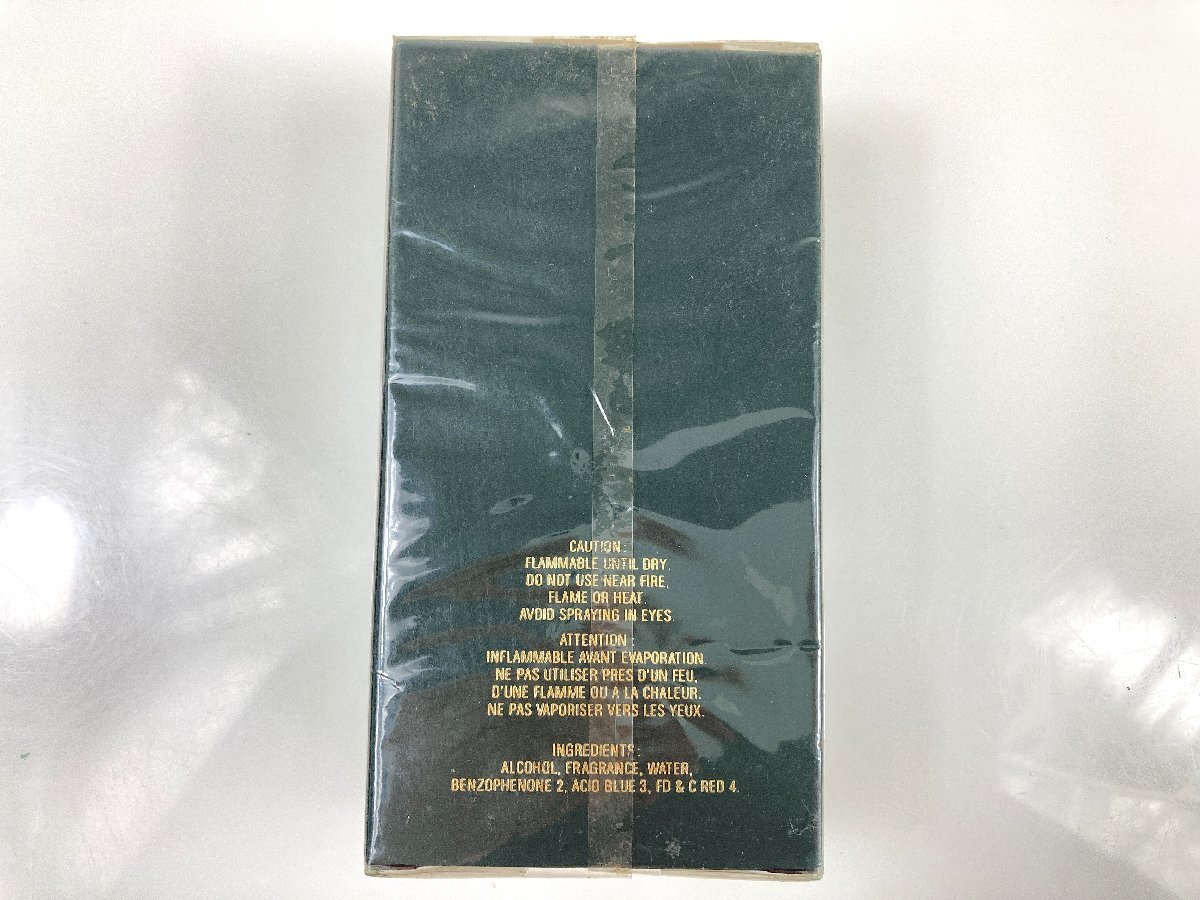 CAUTION:
FLAMMABLE UNTIL DRY.
DO NOT USE NEAR FIRE,
FLAME OR HEAT.
AVOID SPRAYING IN EYES.
ATTENTION:
INFLAMMABLE AVANT EVAPORATION.
NE PAS UTILISER PRES D'UN FEU,
D'UNE FLAMME OU A LA CHALEUR.
NE PAS VAPORISER VERS LES YEUX.
INGREDIENTS:
ALCOHOL, FRAGRANCE, WATER,
BENZOPHENONE 2, ACID BLUE 3, FD & C RED 4.